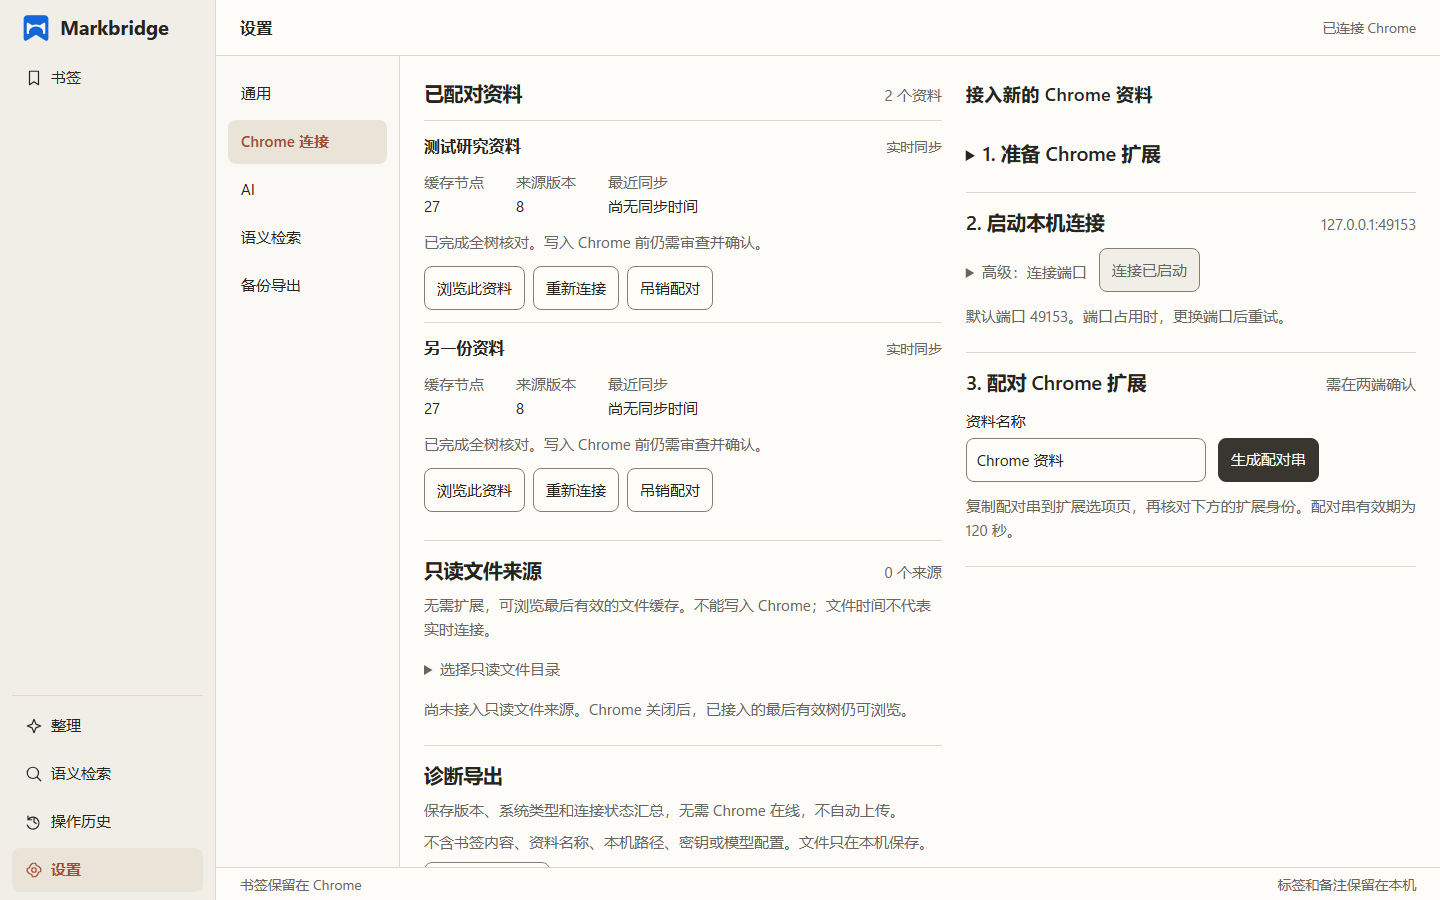 Markbridge
书签
整理
语义检索
操作历史
设置
设置
已连接 Chrome
通用
Chrome 连接
AI
语义检索
备份导出
已配对资料
2 个资料
测试研究资料
实时同步
缓存节点
来源版本
最近同步
27
8
尚无同步时间
已完成全树核对。写入 Chrome 前仍需审查并确认。
浏览此资料
重新连接
吊销配对
另一份资料
实时同步
缓存节点
来源版本
最近同步
27
8
尚无同步时间
已完成全树核对。写入 Chrome 前仍需审查并确认。
浏览此资料
重新连接
吊销配对
只读文件来源
0 个来源
无需扩展，可浏览最后有效的文件缓存。不能写入 Chrome；文件时间不代表
实时连接。
选择只读文件目录
尚未接入只读文件来源。Chrome 关闭后，已接入的最后有效树仍可浏览。
诊断导出
保存版本、系统类型和连接状态汇总，无需 Chrome 在线，不自动上传。
不含书签内容、资料名称、本机路径、密钥或模型配置。文件只在本机保存。
接入新的 Chrome 资料
1. 准备 Chrome 扩展
2. 启动本机连接
127.0.0.1:49153
高级：连接端口
连接已启动
默认端口 49153。端口占用时，更换端口后重试。
3. 配对 Chrome 扩展
需在两端确认
资料名称
Chrome 资料
生成配对串
复制配对串到扩展选项页，再核对下方的扩展身份。配对串有效期为
120 秒。
书签保留在 Chrome
标签和备注保留在本机